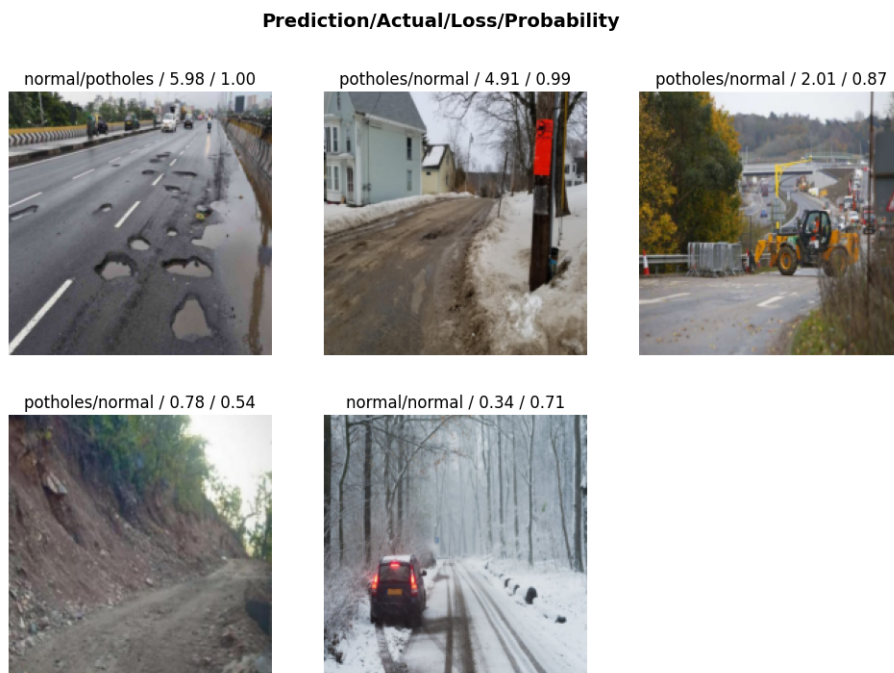 Prediction/Actual/Loss/Probability
normal/potholes / 5.98 / 1.00
potholes/normal / 4.91 / 0.99
potholes/normal / 2.01 / 0.87
potholes/normal / 0.78 / 0.54
normal/normal / 0.34 / 0.71